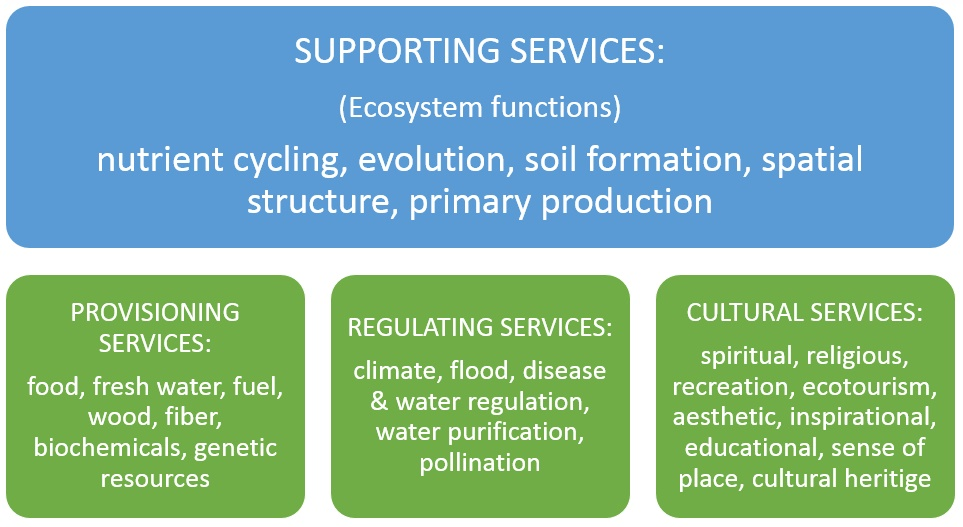 SUPPORTING SERVICES:
(Ecosystem functions)
nutrient cycling, evolution, soil formation, spatial
structure, primary production
PROVISIONING
SERVICES:
food, fresh water, fuel,
wood, fiber,
biochemicals, genetic
resources
REGULATING SERVICES:
climate, flood, disease
& water regulation,
water purification,
pollination
CULTURAL SERVICES:
spiritual, religious,
recreation, ecotourism,
aesthetic, inspirational,
educational, sense of
place, cultural heritige